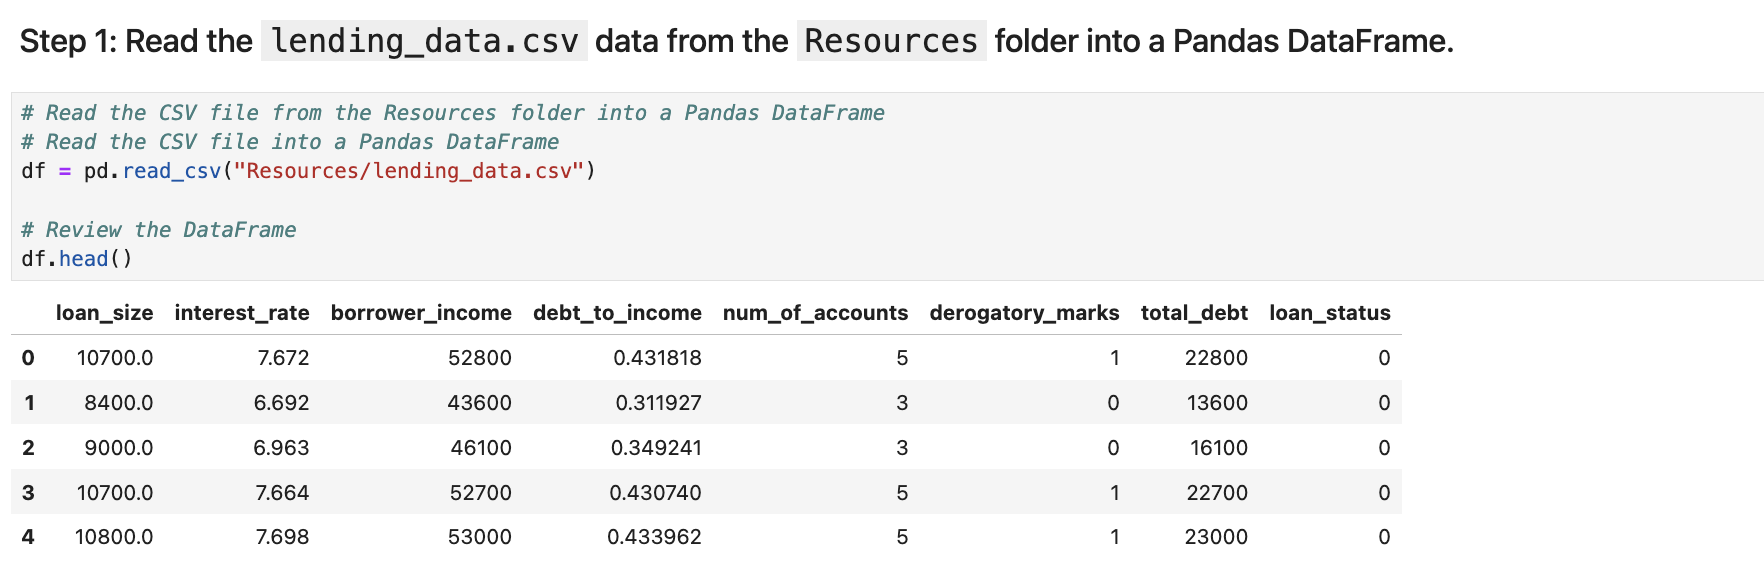 Step 1: Read the lending_data.csv data from the Resources folder into a Pandas DataFrame.
# Read the CSV file from the Resources folder into a Pandas DataFrame
# Read the CSV file into a Pandas DataFrame
df = pd.read_csv("Resources/lending_data.csv")
# Review the DataFrame
df.head()
loan_size interest_rate borrower_income debt_to_income num_of_accounts derogatory_marks total_debt loan_status
0 10700.0 7.672 52800 0.431818 5 1 22800 0
1 8400.0 6.692 43600 0.311927 3 0 13600 0
2 9000.0 6.963 46100 0.349241 3 0 16100 0
3 10700.0 7.664 52700 0.430740 5 1 22700 0
4 10800.0 7.698 53000 0.433962 5 1 23000 0